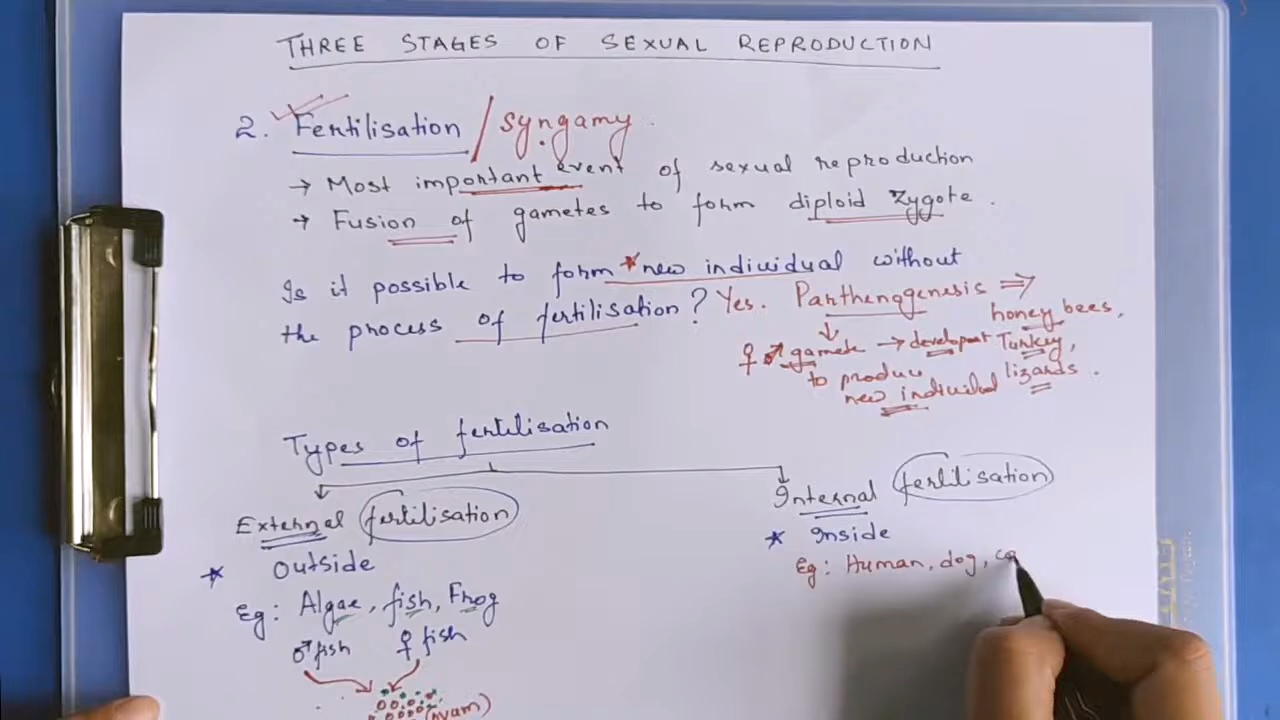 THREE STAGES OF SEXUAL REPRODUCTION
2. Fertilisation / Syngamy.
→ Most important event of sexual reproduction
→ Fusion of gametes to form diploid zygote.
Is it possible to form *new individual without
the process of fertilisation? Yes. Parthenogenesis ⇒
honey bees,
Turkey,
lizards.
♀ gamete → development
to produce
new individual
Types of fertilisation
External fertilisation
* Outside
Eg: Algae, fish, Frog
♂ fish ♀ fish
Internal fertilisation
* Inside
Eg: Human, dog,